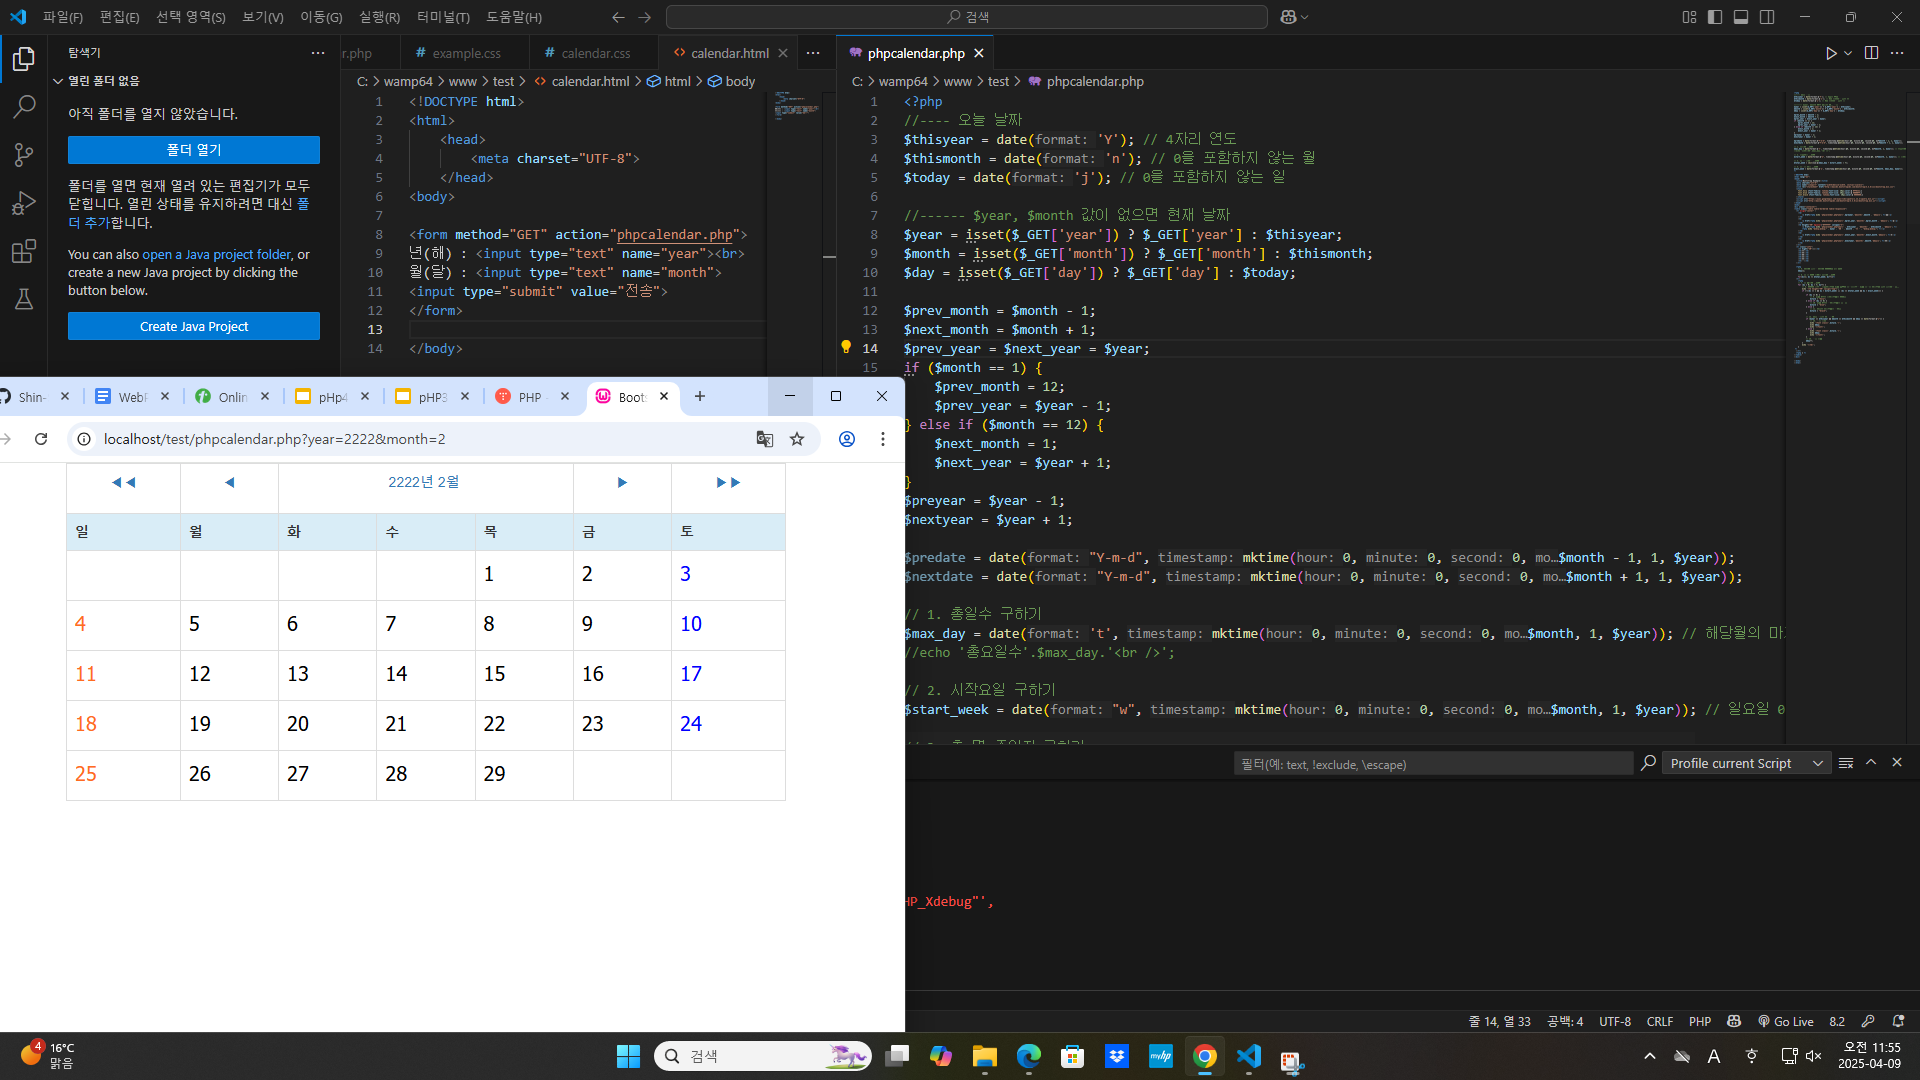 파일(F) 편집(E) 선택 영역(S) 보기(V) 이동(G) 실행(R) 터미널(T) 도움말(H)
검색
탐색기
열린 폴더 없음
아직 폴더를 열지 않았습니다.
폴더 열기
폴더를 열면 현재 열려 있는 편집기가 모두
닫힙니다. 열린 상태를 유지하려면 대신 폴
더 추가합니다.
You can also open a Java project folder, or
create a new Java project by clicking the
button below.
Create Java Project
r.php # example.css # calendar.css <> calendar.html
C: > wamp64 > www > test > <> calendar.html > html > body
1 <!DOCTYPE html>
2 <html>
3 <head>
4 <meta charset="UTF-8">
5 </head>
6 <body>
7
8 <form method="GET" action="phpcalendar.php">
9 년(해) : <input type="text" name="year"><br>
10 월(달) : <input type="text" name="month">
11 <input type="submit" value="전송">
12 </form>
13
14 </body>
phpcalendar.php
C: > wamp64 > www > test > phpcalendar.php
1 <?php
2 //---- 오늘 날짜
3 $thisyear = date(format: 'Y'); // 4자리 연도
4 $thismonth = date(format: 'n'); // 0을 포함하지 않는 월
5 $today = date(format: 'j'); // 0을 포함하지 않는 일
6
7 //------ $year, $month 값이 없으면 현재 날짜
8 $year = isset($_GET['year']) ? $_GET['year'] : $thisyear;
9 $month = isset($_GET['month']) ? $_GET['month'] : $thismonth;
10 $day = isset($_GET['day']) ? $_GET['day'] : $today;
11
12 $prev_month = $month - 1;
13 $next_month = $month + 1;
14 $prev_year = $next_year = $year;
15 if ($month == 1) {
$prev_month = 12;
$prev_year = $year - 1;
} else if ($month == 12) {
$next_month = 1;
$next_year = $year + 1;
}
$preyear = $year - 1;
$nextyear = $year + 1;
$predate = date(format: "Y-m-d", timestamp: mktime(hour: 0, minute: 0, second: 0, mo…$month - 1, 1, $year));
$nextdate = date(format: "Y-m-d", timestamp: mktime(hour: 0, minute: 0, second: 0, mo…$month + 1, 1, $year));
// 1. 총일수 구하기
$max_day = date(format: 't', timestamp: mktime(hour: 0, minute: 0, second: 0, mo…$month, 1, $year)); // 해당월의 마
//echo '총요일수'.$max_day.'<br />';
// 2. 시작요일 구하기
$start_week = date(format: "w", timestamp: mktime(hour: 0, minute: 0, second: 0, mo…$month, 1, $year)); // 일요일 0
필터(예: text, !exclude, \escape)
Profile current Script
HP_Xdebug"',
줄 14, 열 33 공백: 4 UTF-8 CRLF PHP Go Live 8.2
Shin- WebF Onlin pHp4 pHP3 PHP Boots
localhost/test/phpcalendar.php?year=2222&month=2
◀◀ ◀ 2222년 2월 ▶ ▶▶
일 월 화 수 목 금 토
1 2 3
4 5 6 7 8 9 10
11 12 13 14 15 16 17
18 19 20 21 22 23 24
25 26 27 28 29
4
16°C
맑음
검색
myhp
A
오전 11:55
2025-04-09